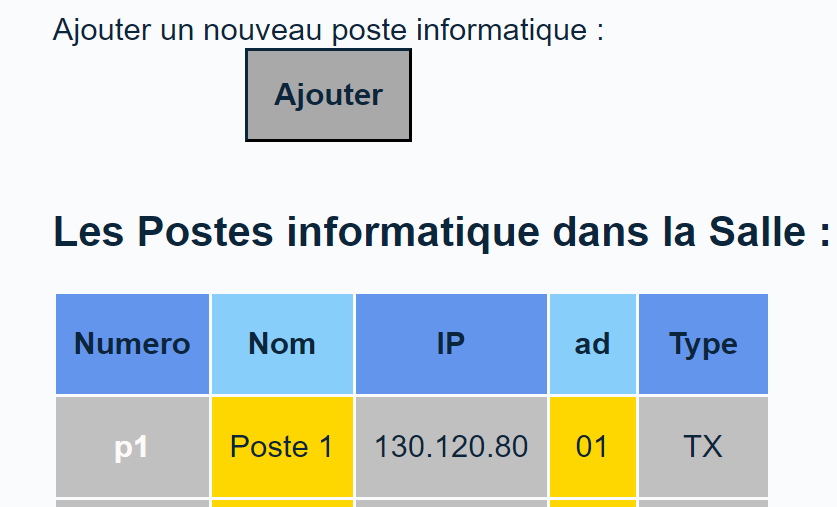 Ajouter un nouveau poste informatique :
Ajouter
Les Postes informatique dans la Salle :
Numero Nom IP ad Type
p1 Poste 1 130.120.80 01 TX